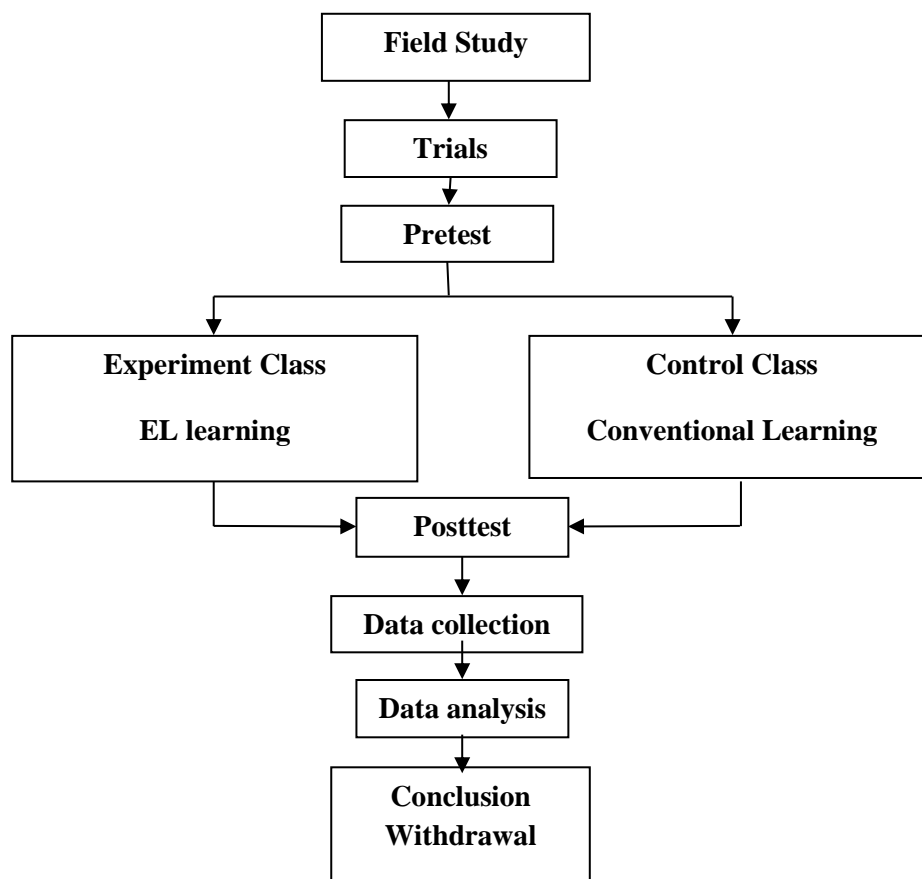 Field Study
Trials
Pretest
Experiment Class
EL learning
Control Class
Conventional Learning
Posttest
Data collection
Data analysis
Conclusion
Withdrawal